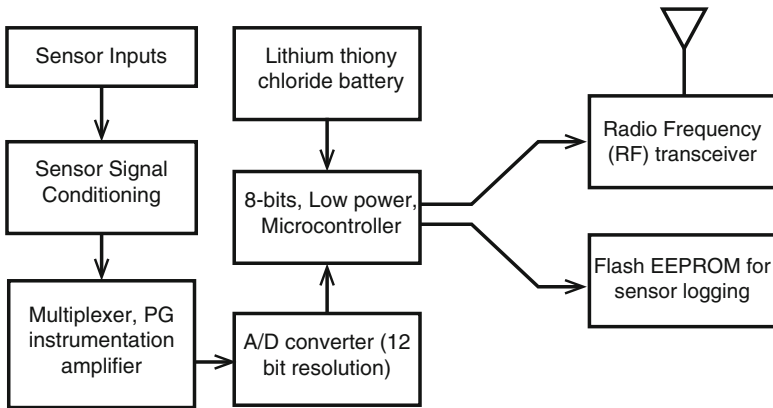 Sensor Inputs
Sensor Signal
Conditioning
Multiplexer, PG
instrumentation
amplifier
A/D converter (12
bit resolution)
Lithium thiony
chloride battery
8-bits, Low power,
Microcontroller
Radio Frequency
(RF) transceiver
Flash EEPROM for
sensor logging